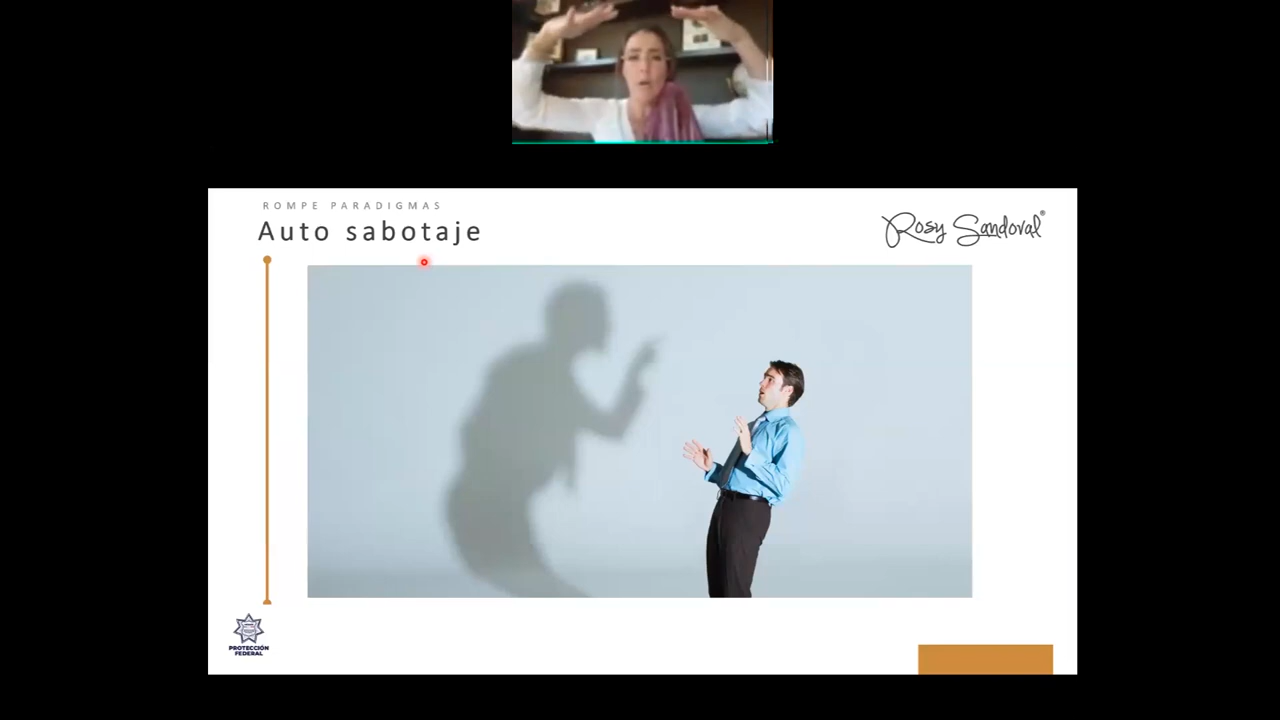 ROMPE PARADIGMAS
Auto sabotaje
Rosy Sandoval®
PROTECCIÓN
FEDERAL